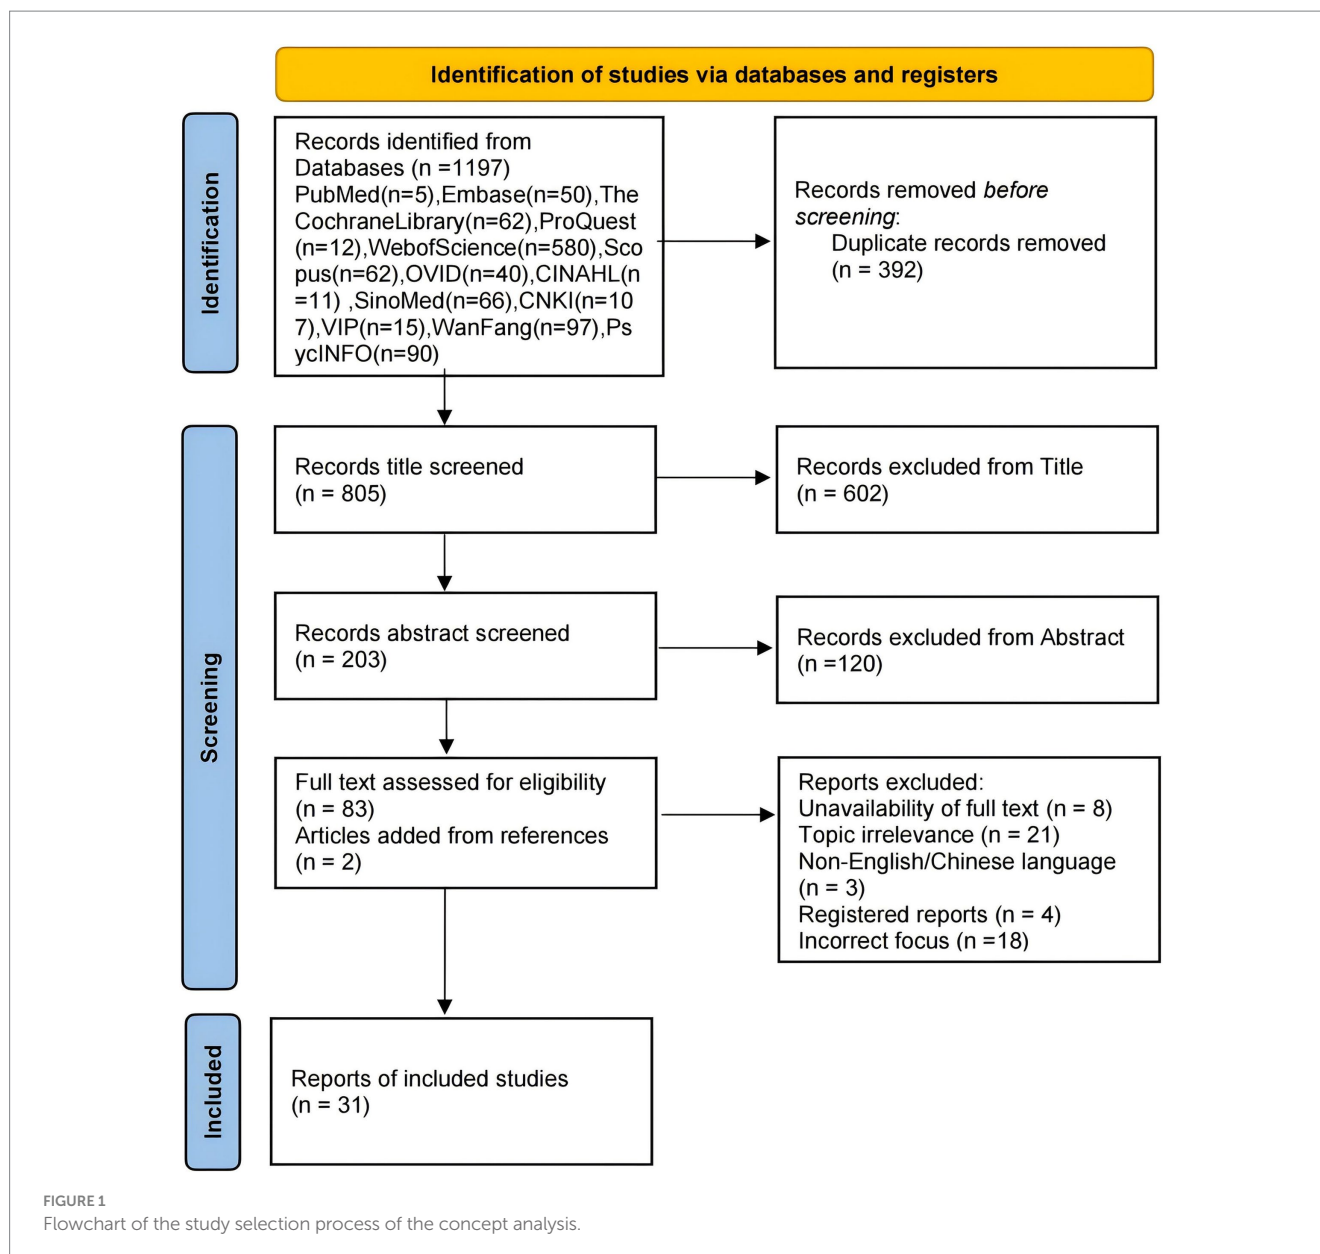 Identification of studies via databases and registers
Identification
Records identified from
Databases (n =1197)
PubMed(n=5),Embase(n=50),The
CochraneLibrary(n=62),ProQuest
(n=12),WebofScience(n=580),Sco
pus(n=62),OVID(n=40),CINAHL(n
=11) ,SinoMed(n=66),CNKI(n=10
7),VIP(n=15),WanFang(n=97),Ps
ycINFO(n=90)
Records removed before
screening:
Duplicate records removed
(n = 392)
Screening
Records title screened
(n = 805)
Records excluded from Title
(n = 602)
Records abstract screened
(n = 203)
Records excluded from Abstract
(n =120)
Full text assessed for eligibility
(n = 83)
Articles added from references
(n = 2)
Reports excluded:
Unavailability of full text (n = 8)
Topic irrelevance (n = 21)
Non-English/Chinese language
(n = 3)
Registered reports (n = 4)
Incorrect focus (n =18)
Included
Reports of included studies
(n = 31)
FIGURE 1
Flowchart of the study selection process of the concept analysis.